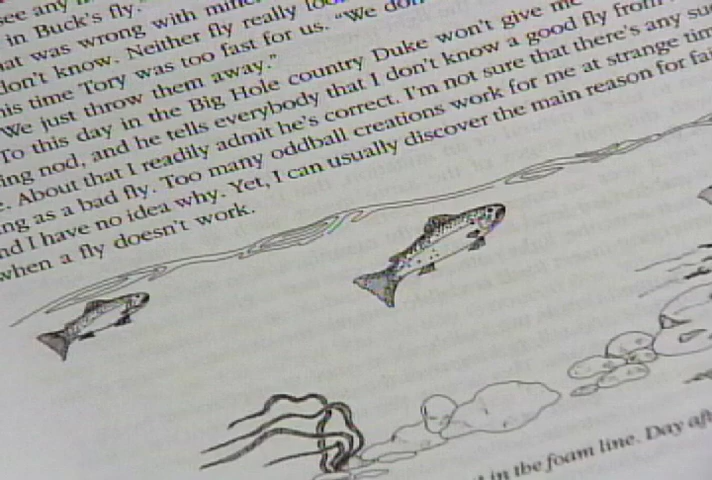 see any
in Buck's fly.
at was wrong with
don't know. Neither fly really
his time Tory was too fast for us. "We don't
We just throw them away."
To this day in the Big Hole country Duke won't give me
ing nod, and he tells everybody that I don't know a good fly from
. About that I readily admit he's correct. I'm not sure that there's any su
ng as a bad fly. Too many oddball creations work for me at strange tim
nd I have no idea why. Yet, I can usually discover the main reason for fai
when a fly doesn't work.
in the foam line. Day aft